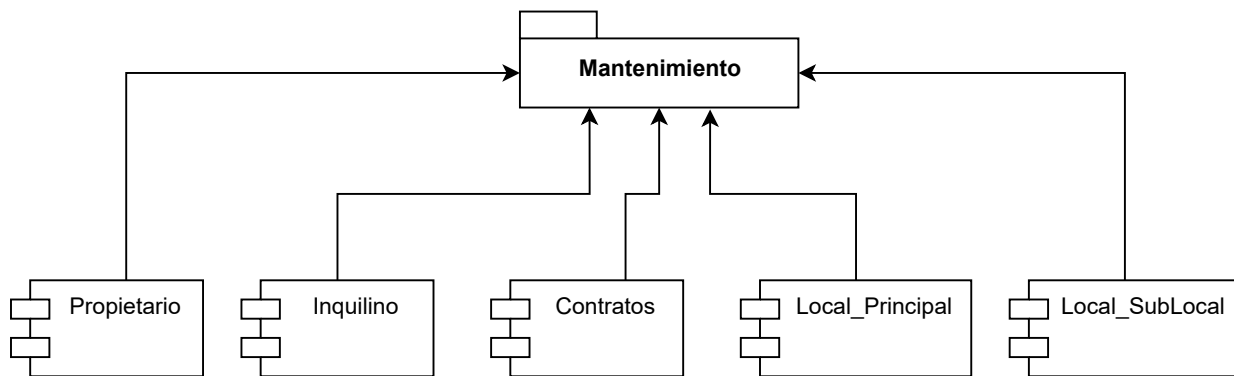 Mantenimiento
Propietario
Inquilino
Contratos
Local_Principal
Local_SubLocal